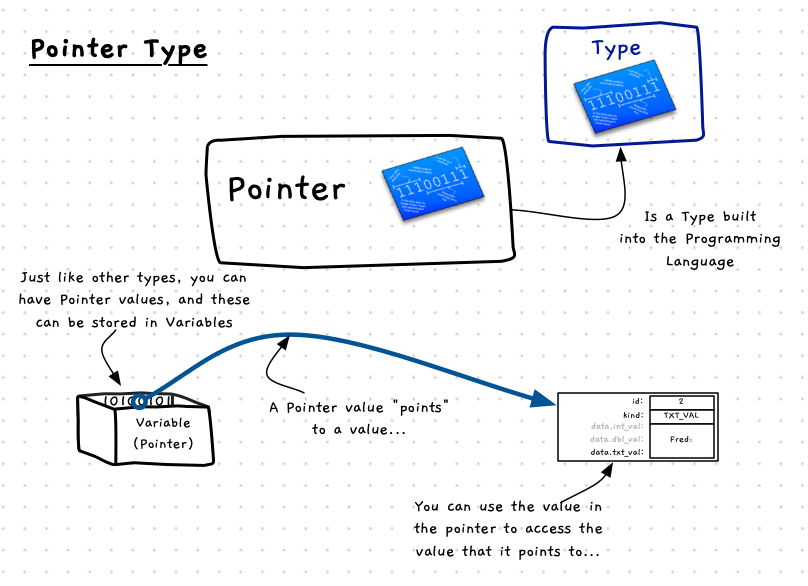 Pointer Type
Type
11100111
Pointer
11100111
Is a Type built
into the Programming
Language
Just like other types, you can
have Pointer values, and these
can be stored in Variables
Variable
(Pointer)
A Pointer value "points"
to a value...
id: 2
kind: TXT_VAL
data.int_val:
data.dbl_val:
data.txt_val:
You can use the value in
the pointer to access the
value that it points to...